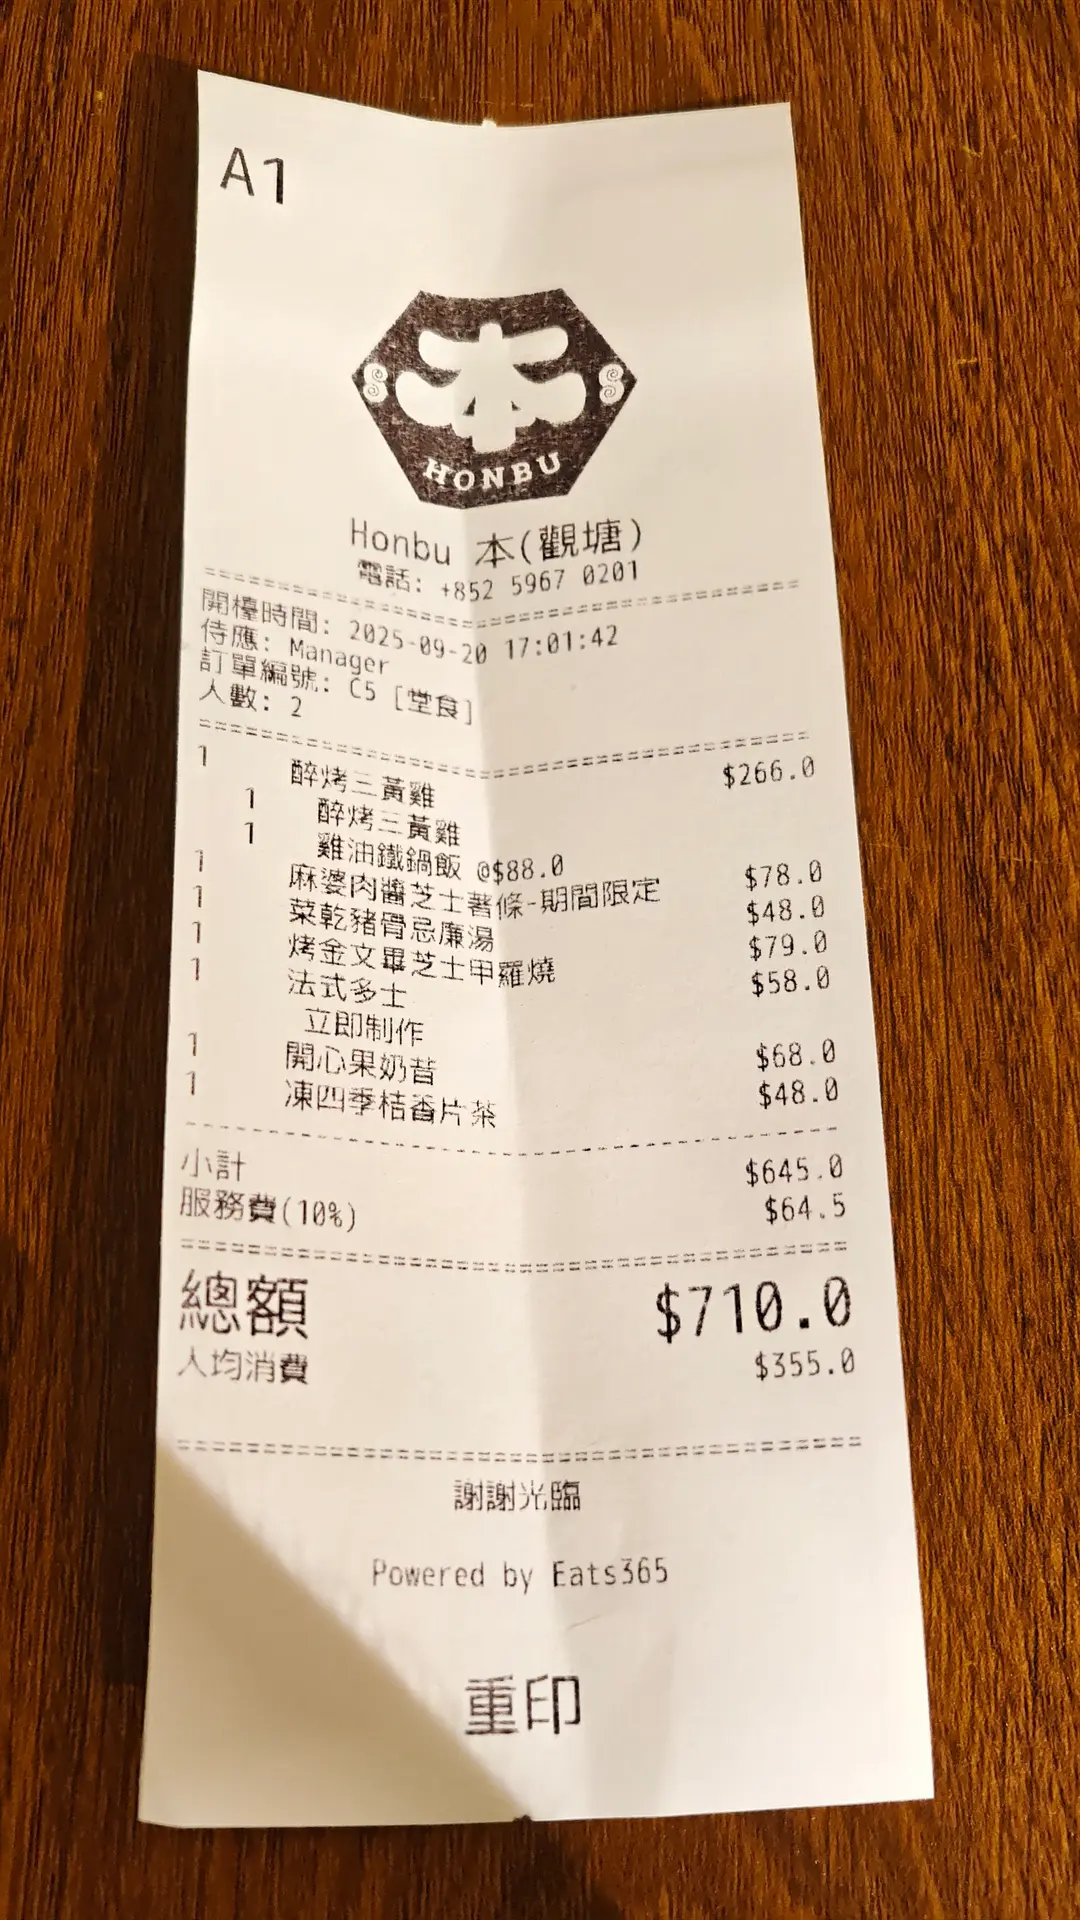 A1
本
HONBU
Honbu 本(觀塘)
電話: +852 5967 0201
開檯時間: 2025-09-20 17:01:42
侍應: Manager
訂單編號: C5 [堂食]
人數: 2
1 醉烤三黃雞 $266.0
1 醉烤三黃雞
1 雞油鐵鍋飯 @$88.0
1 麻婆肉醬芝士薯條-期間限定 $78.0
1 菜乾豬骨忌廉湯 $48.0
1 烤金文畢芝士甲羅燒 $79.0
1 法式多士 $58.0
立即制作
1 開心果奶昔 $68.0
1 凍四季桔香片茶 $48.0
小計 $645.0
服務費(10%) $64.5
總額 $710.0
人均消費 $355.0
謝謝光臨
Powered by Eats365
重印